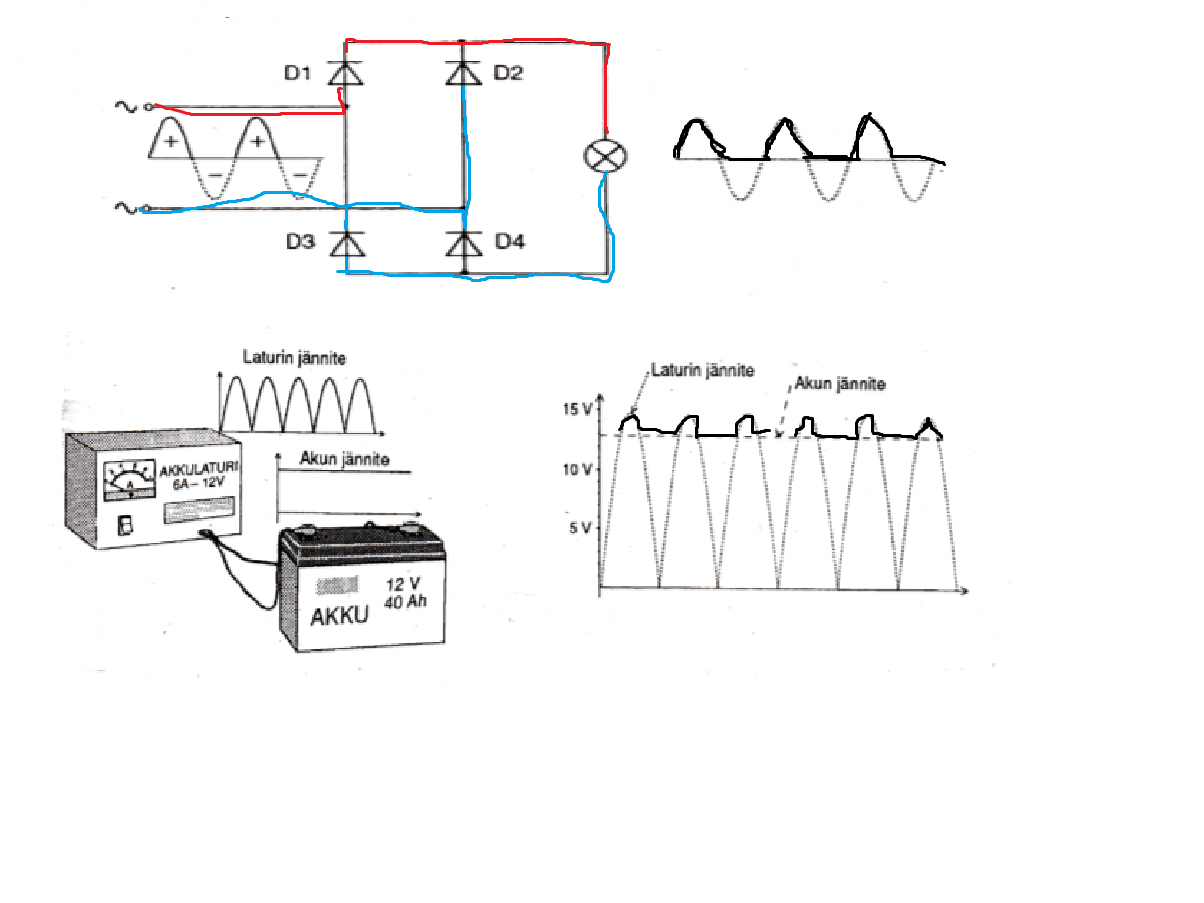 D1
D2
~
+
+
−
−
~
D3
D4
Laturin jännite
Akun jännite
AKKULATURI
6A – 12V
A
12 V
40 Ah
AKKU
Laturin jännite
Akun jännite
15 V
10 V
5 V